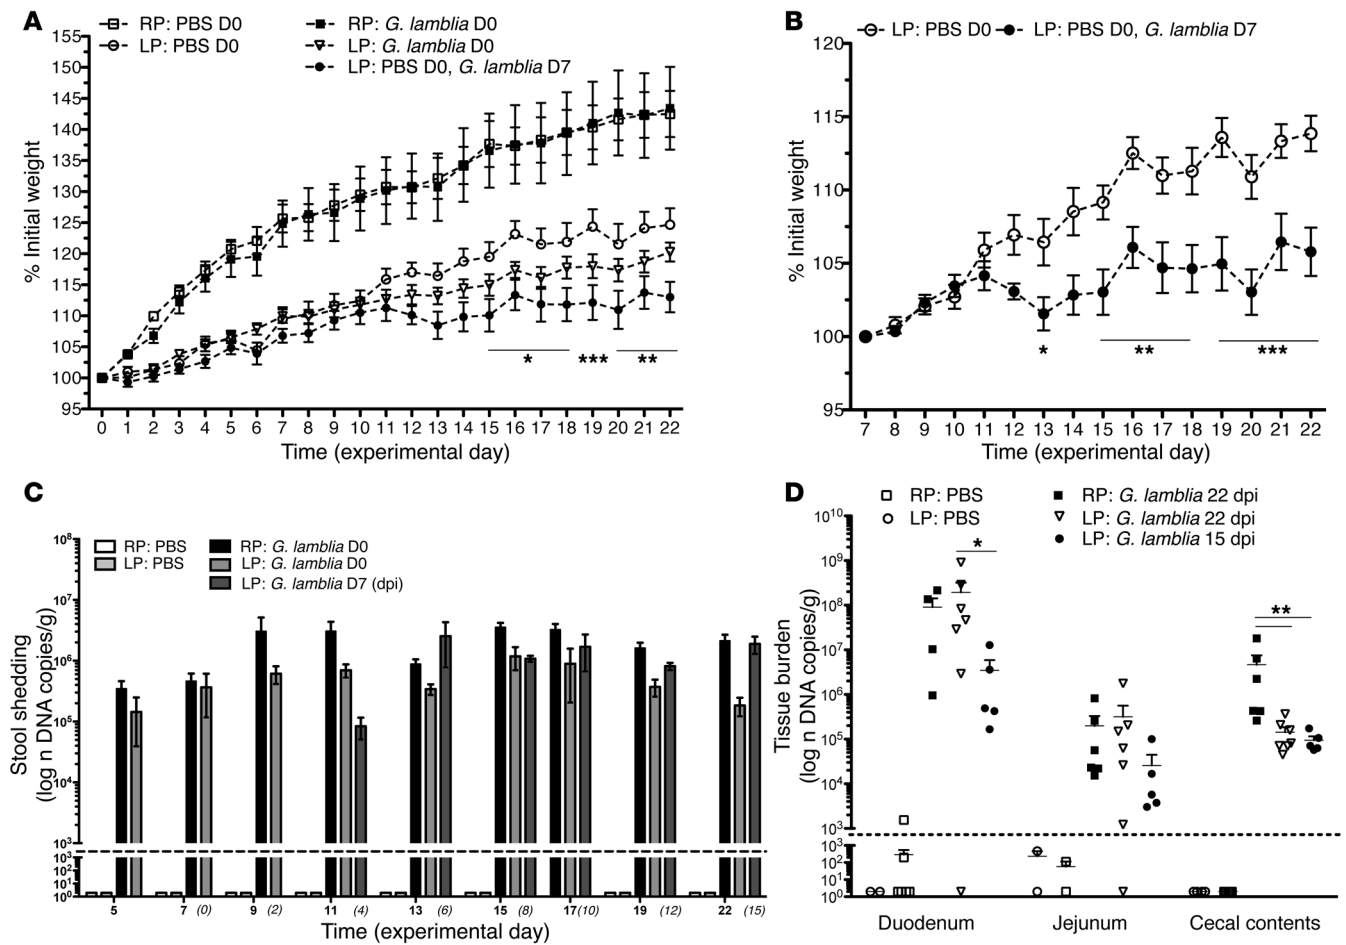 A
RP: PBS D0
LP: PBS D0
RP: G. lamblia D0
LP: G. lamblia D0
LP: PBS D0, G. lamblia D7
% Initial weight
155
150
145
140
135
130
125
120
115
110
105
100
95
* *** **
0 1 2 3 4 5 6 7 8 9 10 11 12 13 14 15 16 17 18 19 20 21 22
Time (experimental day)
B
LP: PBS D0
LP: PBS D0, G. lamblia D7
% Initial weight
120
115
110
105
100
95
* ** ***
7 8 9 10 11 12 13 14 15 16 17 18 19 20 21 22
Time (experimental day)
C
RP: PBS
LP: PBS
RP: G. lamblia D0
LP: G. lamblia D0
LP: G. lamblia D7 (dpi)
Stool shedding
(log n DNA copies/g)
10⁸
10⁷
10⁶
10⁵
10⁴
10³
10³
10²
10¹
10⁰
5 7 (0) 9 (2) 11 (4) 13 (6) 15 (8) 17 (10) 19 (12) 22 (15)
Time (experimental day)
D
RP: PBS
LP: PBS
RP: G. lamblia 22 dpi
LP: G. lamblia 22 dpi
LP: G. lamblia 15 dpi
Tissue burden
(log n DNA copies/g)
10¹⁰
10⁹
10⁸
10⁷
10⁶
10⁵
10⁴
10³
10³
10²
10¹
10⁰
* **
Duodenum Jejunum Cecal contents